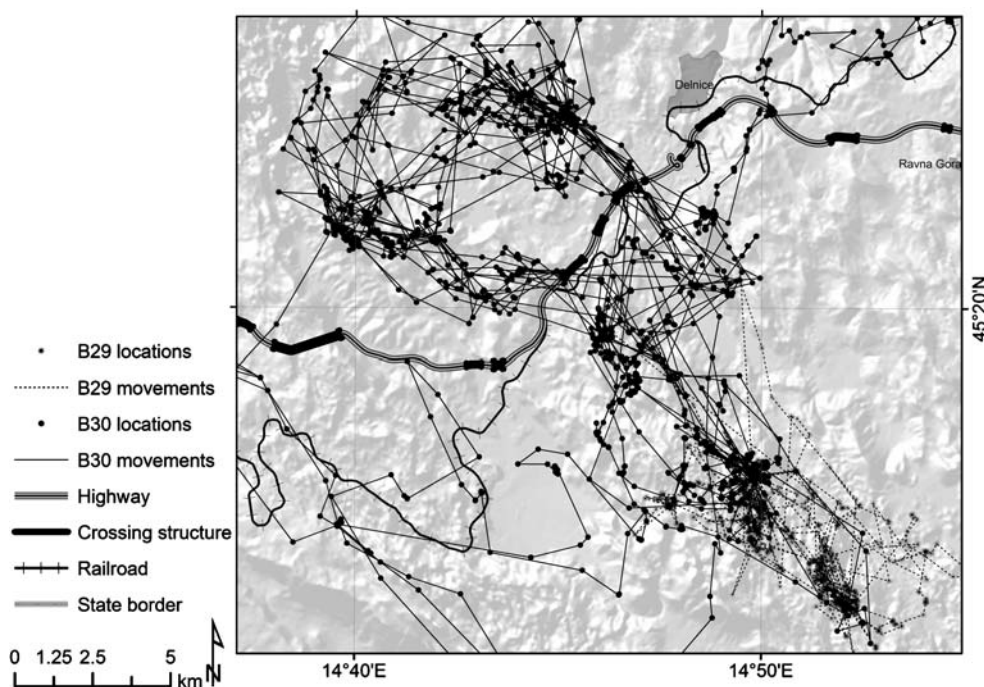 Delnice
Ravna Gora
45°20'N
B29 locations
B29 movements
B30 locations
B30 movements
Highway
Crossing structure
Railroad
State border
N
0 1.25 2.5 5
km
14°40'E
14°50'E